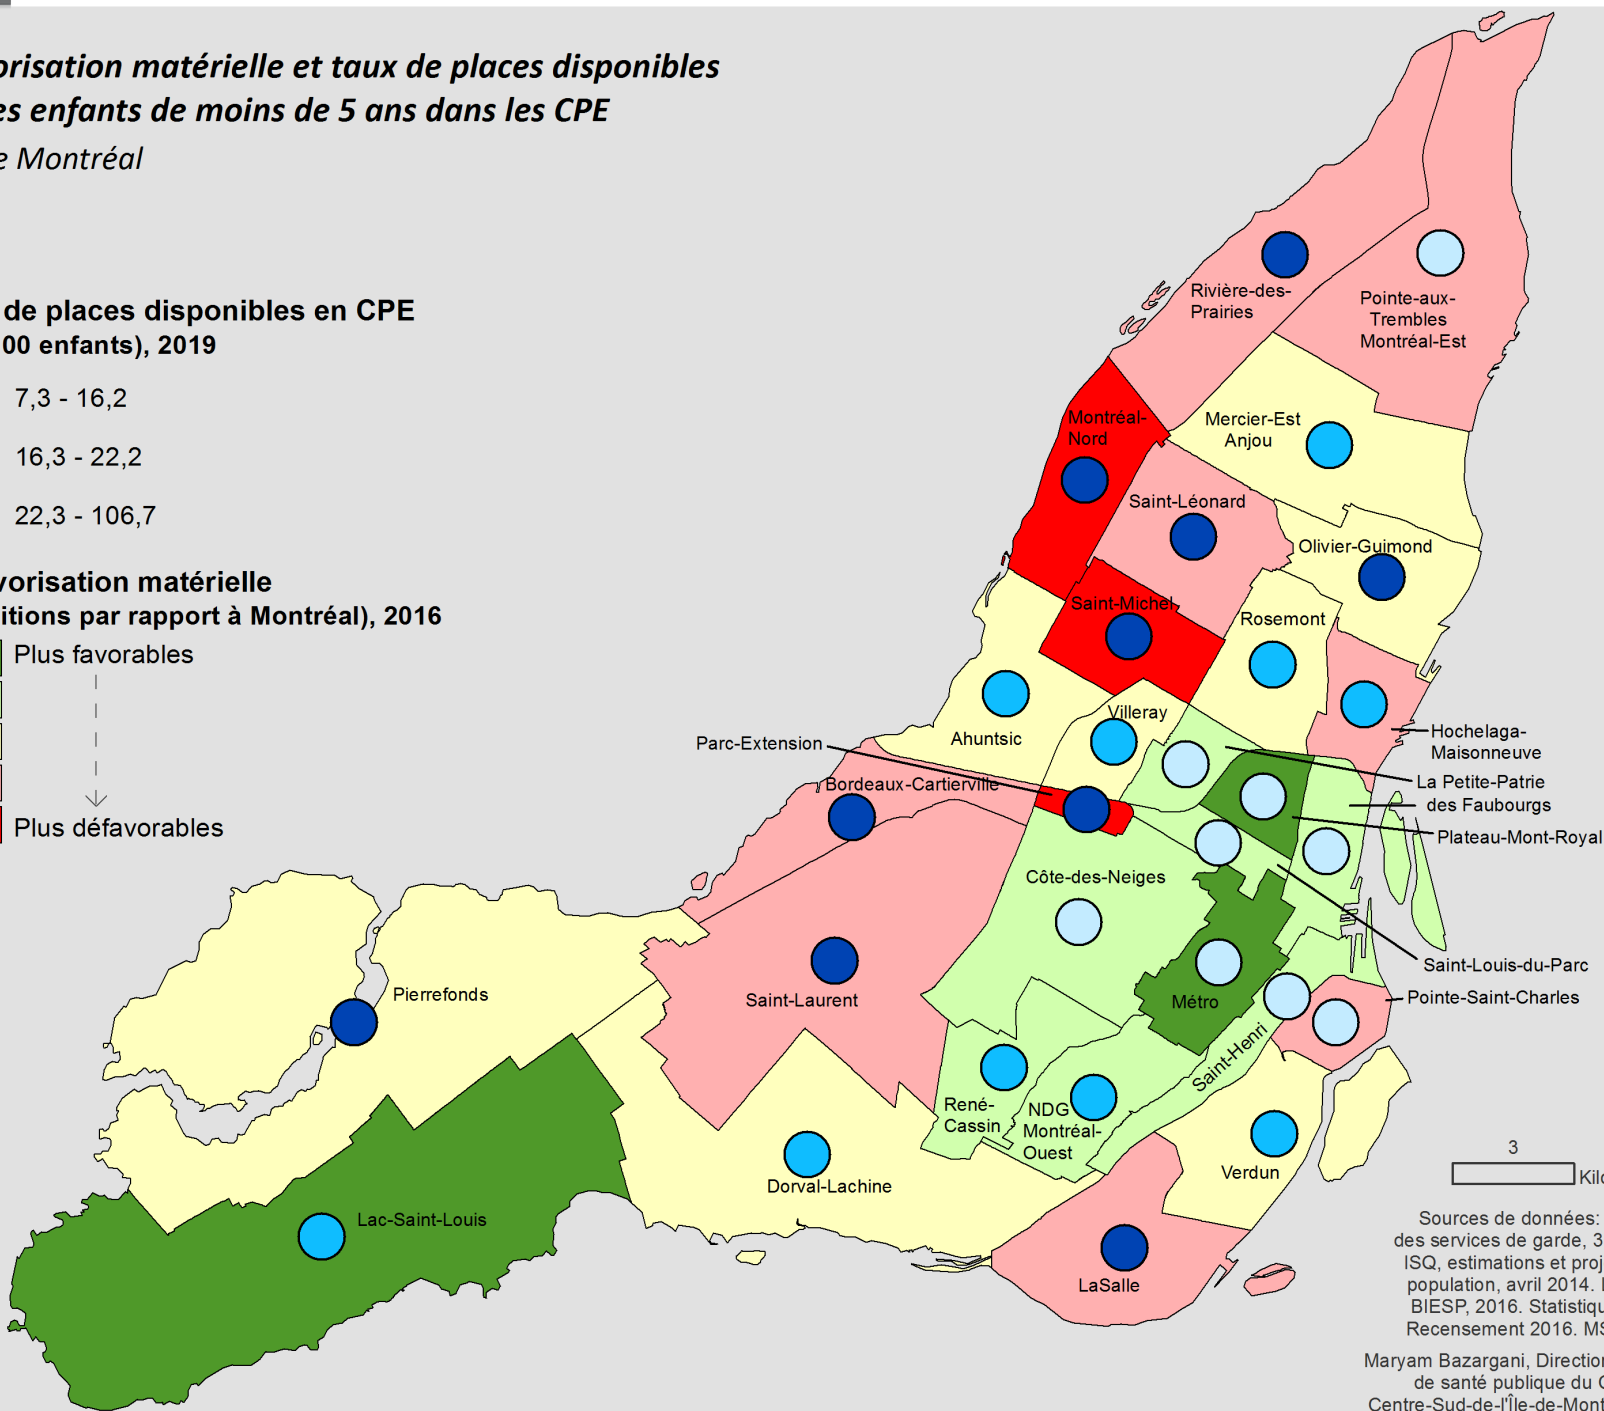 orisation matérielle et taux de places disponibles
es enfants de moins de 5 ans dans les CPE
e Montréal
de places disponibles en CPE
00 enfants), 2019
7,3 - 16,2
16,3 - 22,2
22,3 - 106,7
vorisation matérielle
itions par rapport à Montréal), 2016
Plus favorables
Plus défavorables
Rivière-des-
Prairies
Pointe-aux-
Trembles
Montréal-Est
Montréal-
Nord
Mercier-Est
Anjou
Saint-Léonard
Olivier-Guimond
Saint-Michel
Rosemont
Villeray
Ahuntsic
Parc-Extension
Hochelaga-
Maisonneuve
Bordeaux-Cartierville
La Petite-Patrie
des Faubourgs
Plateau-Mont-Royal
Côte-des-Neiges
Saint-Louis-du-Parc
Pierrefonds
Saint-Laurent
Métro
Pointe-Saint-Charles
Saint-Henri
René-
Cassin
NDG
Montréal-
Ouest
Verdun
Dorval-Lachine
Lac-Saint-Louis
LaSalle
3
Kilo
Sources de données:
des services de garde, 3
ISQ, estimations et proj
population, avril 2014.
BIESP, 2016. Statistiqu
Recensement 2016. MS
Maryam Bazargani, Direction
de santé publique du C
Centre-Sud-de-l'Île-de-Mont